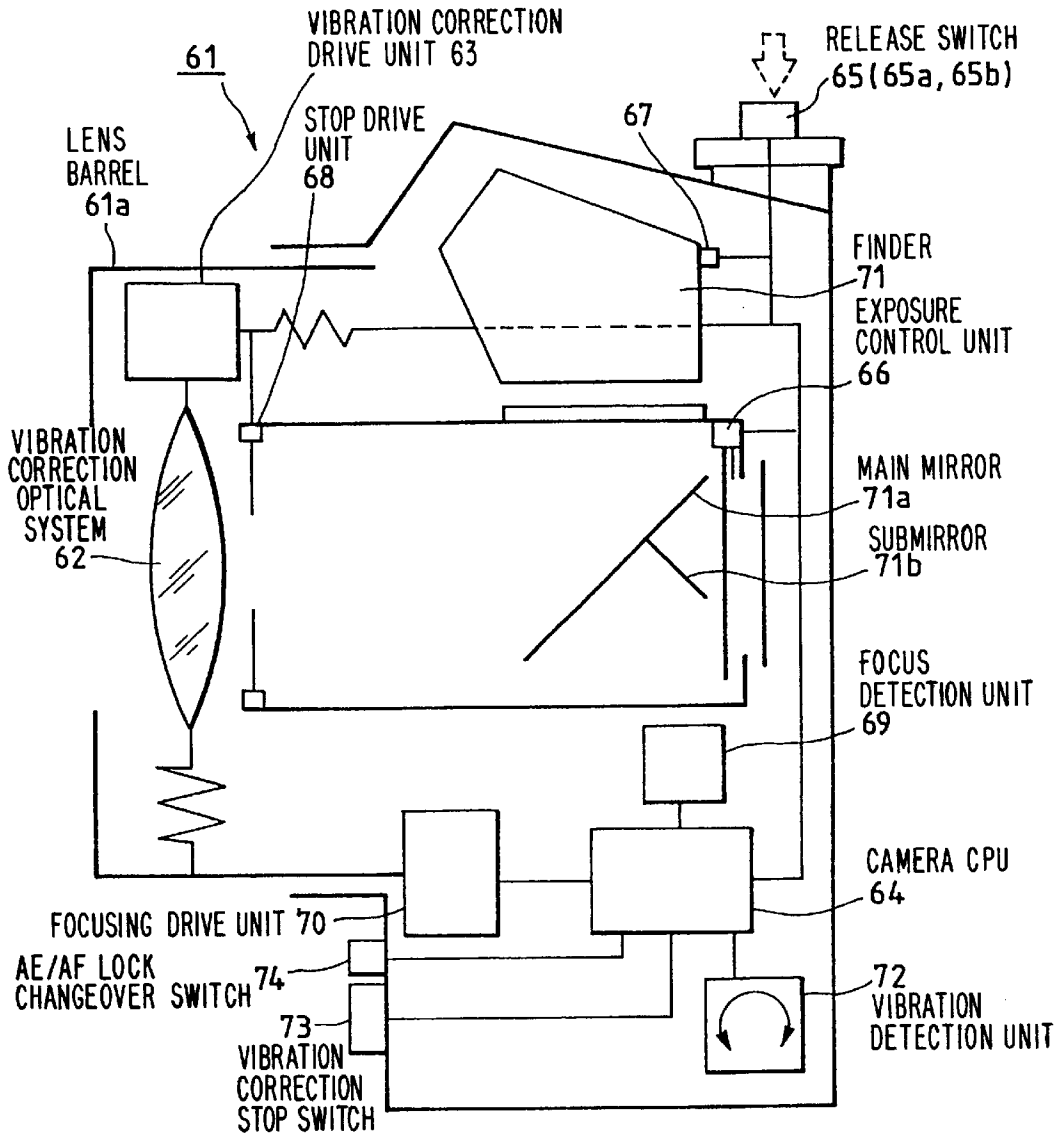 VIBRATION CORRECTION
DRIVE UNIT 63
61
STOP DRIVE
UNIT
68
LENS
BARREL
61a
RELEASE SWITCH
65(65a, 65b)
67
FINDER
71
EXPOSURE
CONTROL UNIT
66
VIBRATION
CORRECTION
OPTICAL
SYSTEM
62
MAIN MIRROR
71a
SUBMIRROR
71b
FOCUS
DETECTION UNIT
69
CAMERA CPU
64
FOCUSING DRIVE UNIT 70
AE/AF LOCK
CHANGEOVER SWITCH 74
73
VIBRATION
CORRECTION
STOP SWITCH
72
VIBRATION
DETECTION UNIT